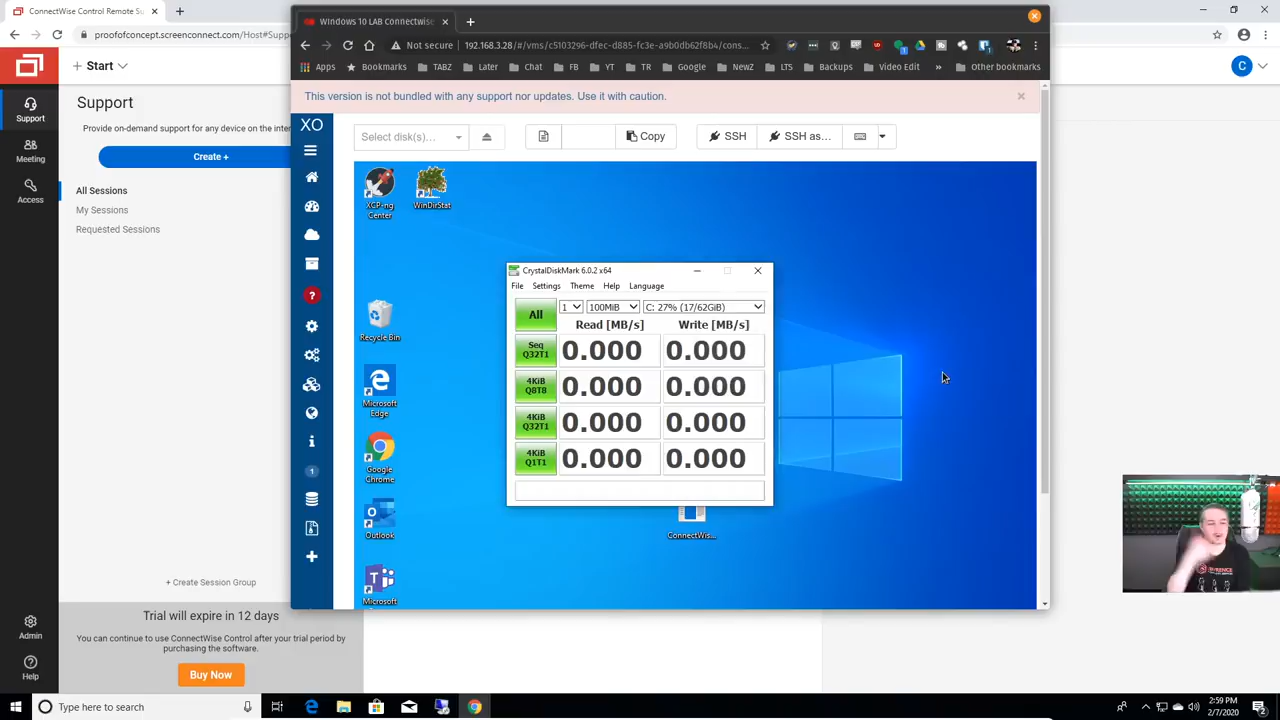 ConnectWise Control Remote Su
proofofconcept.screenconnect.com/Host#Suppo
Start
C
Support
Meeting
Access
Admin
Help
Support
Provide on-demand support for any device on the inte
Create +
All Sessions
My Sessions
Requested Sessions
+ Create Session Group
Trial will expire in 12 days
You can continue to use ConnectWise Control after your trial period by
purchasing the software.
Buy Now
Windows 10 LAB Connectwise
Not secure
192.168.3.28/#/vms/c5103296-dfec-d885-fc3e-a9b0db62f8b4/cons...
Apps
Bookmarks
TABZ
Later
Chat
FB
YT
TR
Google
NewZ
LTS
Backups
Video Edit
»
Other bookmarks
This version is not bundled with any support nor updates. Use it with caution.
XO
Select disk(s)...
Copy
SSH
SSH as...
1
XCP-ng
Center
WinDirStat
Recycle Bin
Microsoft
Edge
Google
Chrome
Outlook
Microsoft
ConnectWis...
CrystalDiskMark 6.0.2 x64
File
Settings
Theme
Help
Language
All
1
100MiB
C: 27% (17/62GiB)
Read [MB/s]
Write [MB/s]
Seq
Q32T1
0.000
0.000
4KiB
Q8T8
0.000
0.000
4KiB
Q32T1
0.000
0.000
4KiB
Q1T1
0.000
0.000
Type here to search
2:59 PM
2/7/2020
2